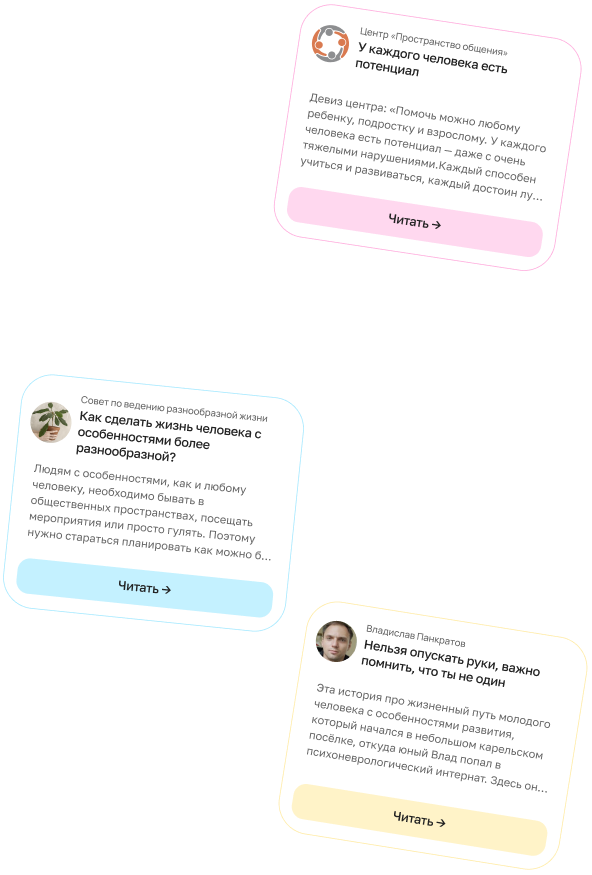 Центр «Пространство общения»
У каждого человека есть
потенциал
Девиз центра: «Помочь можно любому
ребенку, подростку и взрослому. У каждого
человека есть потенциал — даже с очень
тяжелыми нарушениями.Каждый способен
учиться и развиваться, каждый достоин лу...
Читать →
Совет по ведению разнообразной жизни
Как сделать жизнь человека с
особенностями более
разнообразной?
Людям с особенностями, как и любому
человеку, необходимо бывать в
общественных пространствах, посещать
мероприятия или просто гулять. Поэтому
нужно стараться планировать как можно б...
Читать →
Владислав Панкратов
Нельзя опускать руки, важно
помнить, что ты не один
Эта история про жизненный путь молодого
человека с особенностями развития,
который начался в небольшом карельском
посёлке, откуда юный Влад попал в
психоневрологический интернат. Здесь он...
Читать →